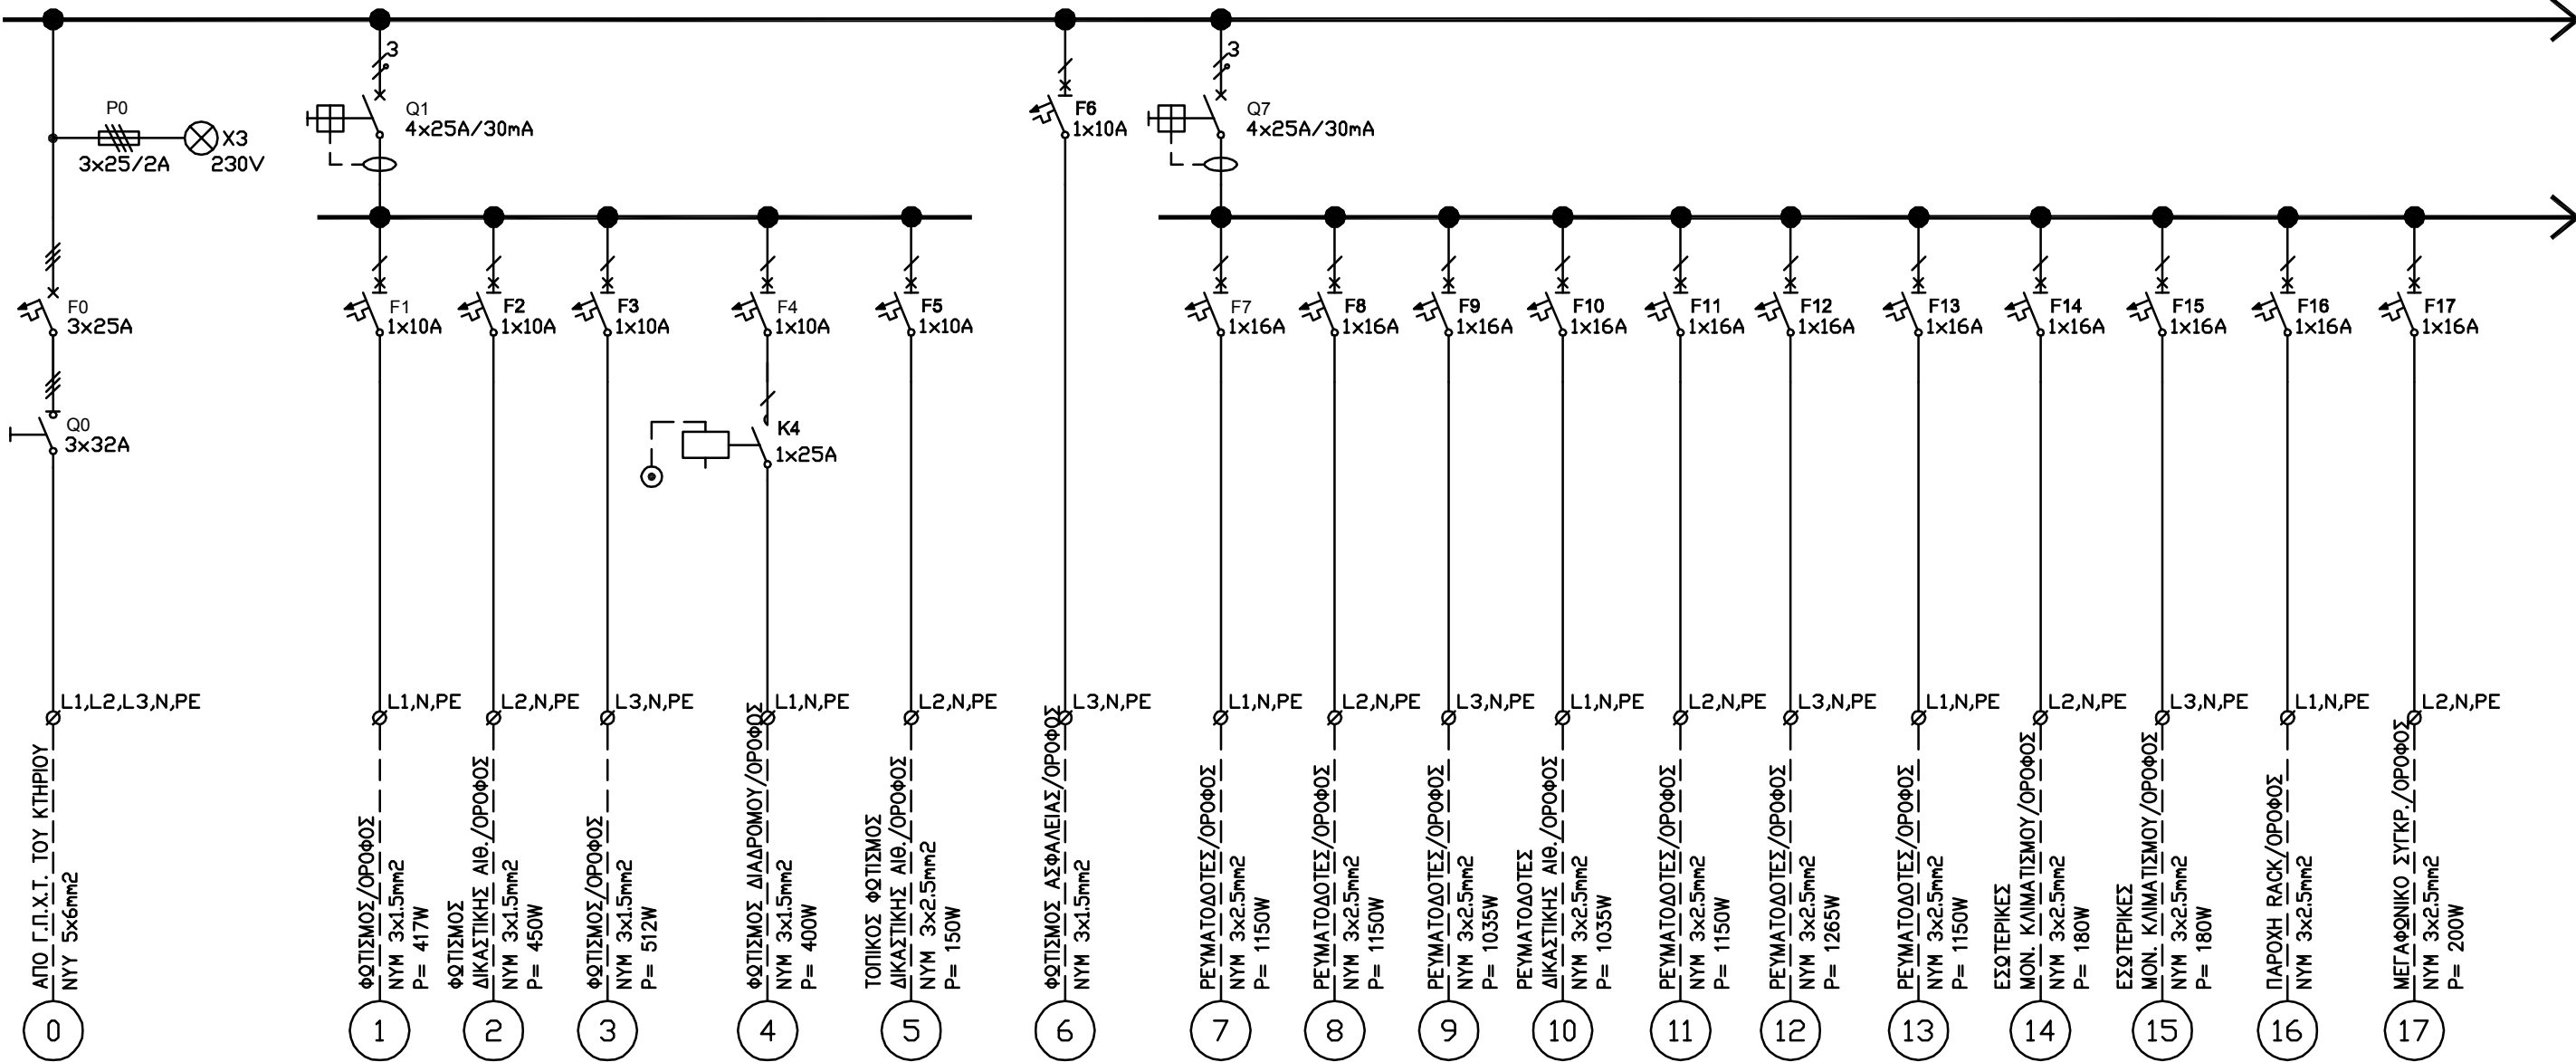 3
P0
3x25/2A
X3
230V
Q1
4x25A/30mA
F6
1x10A
3
Q7
4x25A/30mA
F0
3x25A
Q0
3x32A
F1
1x10A
F2
1x10A
F3
1x10A
F4
1x10A
F5
1x10A
K4
1x25A
F7
1x16A
F8
1x16A
F9
1x16A
F10
1x16A
F11
1x16A
F12
1x16A
F13
1x16A
F14
1x16A
F15
1x16A
F16
1x16A
F17
1x16A
L1,L2,L3,N,PE
ΑΠΟ Γ.Π.Χ.Τ. ΤΟΥ ΚΤΗΡΙΟΥ
NYY 5x6mm2
0
L1,N,PE
ΦΩΤΙΣΜΟΣ/ΟΡΟΦΟΣ
NYM 3x1.5mm2
P= 417W
1
L2,N,PE
ΦΩΤΙΣΜΟΣ
ΔΙΚΑΣΤΙΚΗΣ ΑΙΘ./ΟΡΟΦΟΣ
NYM 3x1.5mm2
P= 450W
2
L3,N,PE
ΦΩΤΙΣΜΟΣ/ΟΡΟΦΟΣ
NYM 3x1.5mm2
P= 512W
3
L1,N,PE
ΦΩΤΙΣΜΟΣ ΔΙΑΔΡΟΜΟΥ/ΟΡΟΦΟΣ
NYM 3x1.5mm2
P= 400W
4
L2,N,PE
ΤΟΠΙΚΟΣ ΦΩΤΙΣΜΟΣ
ΔΙΚΑΣΤΙΚΗΣ ΑΙΘ./ΟΡΟΦΟΣ
NYM 3x2.5mm2
P= 150W
5
L3,N,PE
ΦΩΤΙΣΜΟΣ ΑΣΦΑΛΕΙΑΣ/ΟΡΟΦΟΣ
NYM 3x1.5mm2
6
L1,N,PE
ΡΕΥΜΑΤΟΔΟΤΕΣ/ΟΡΟΦΟΣ
NYM 3x2.5mm2
P= 1150W
7
L2,N,PE
ΡΕΥΜΑΤΟΔΟΤΕΣ/ΟΡΟΦΟΣ
NYM 3x2.5mm2
P= 1150W
8
L3,N,PE
ΡΕΥΜΑΤΟΔΟΤΕΣ/ΟΡΟΦΟΣ
NYM 3x2.5mm2
P= 1035W
9
L1,N,PE
ΡΕΥΜΑΤΟΔΟΤΕΣ
ΔΙΚΑΣΤΙΚΗΣ ΑΙΘ./ΟΡΟΦΟΣ
NYM 3x2.5mm2
P= 1035W
10
L2,N,PE
ΡΕΥΜΑΤΟΔΟΤΕΣ/ΟΡΟΦΟΣ
NYM 3x2.5mm2
P= 1150W
11
L3,N,PE
ΡΕΥΜΑΤΟΔΟΤΕΣ/ΟΡΟΦΟΣ
NYM 3x2.5mm2
P= 1265W
12
L1,N,PE
ΡΕΥΜΑΤΟΔΟΤΕΣ/ΟΡΟΦΟΣ
NYM 3x2.5mm2
P= 1150W
13
L2,N,PE
ΕΣΩΤΕΡΙΚΕΣ
ΜΟΝ. ΚΛΙΜΑΤΙΣΜΟΥ/ΟΡΟΦΟΣ
NYM 3x2.5mm2
P= 180W
14
L3,N,PE
ΕΣΩΤΕΡΙΚΕΣ
ΜΟΝ. ΚΛΙΜΑΤΙΣΜΟΥ/ΟΡΟΦΟΣ
NYM 3x2.5mm2
P= 180W
15
L1,N,PE
ΠΑΡΟΧΗ RACK/ΟΡΟΦΟΣ
NYM 3x2.5mm2
16
L2,N,PE
ΜΕΓΑΦΩΝΙΚΟ ΣΥΓΚΡ./ΟΡΟΦΟΣ
NYM 3x2.5mm2
P= 200W
17